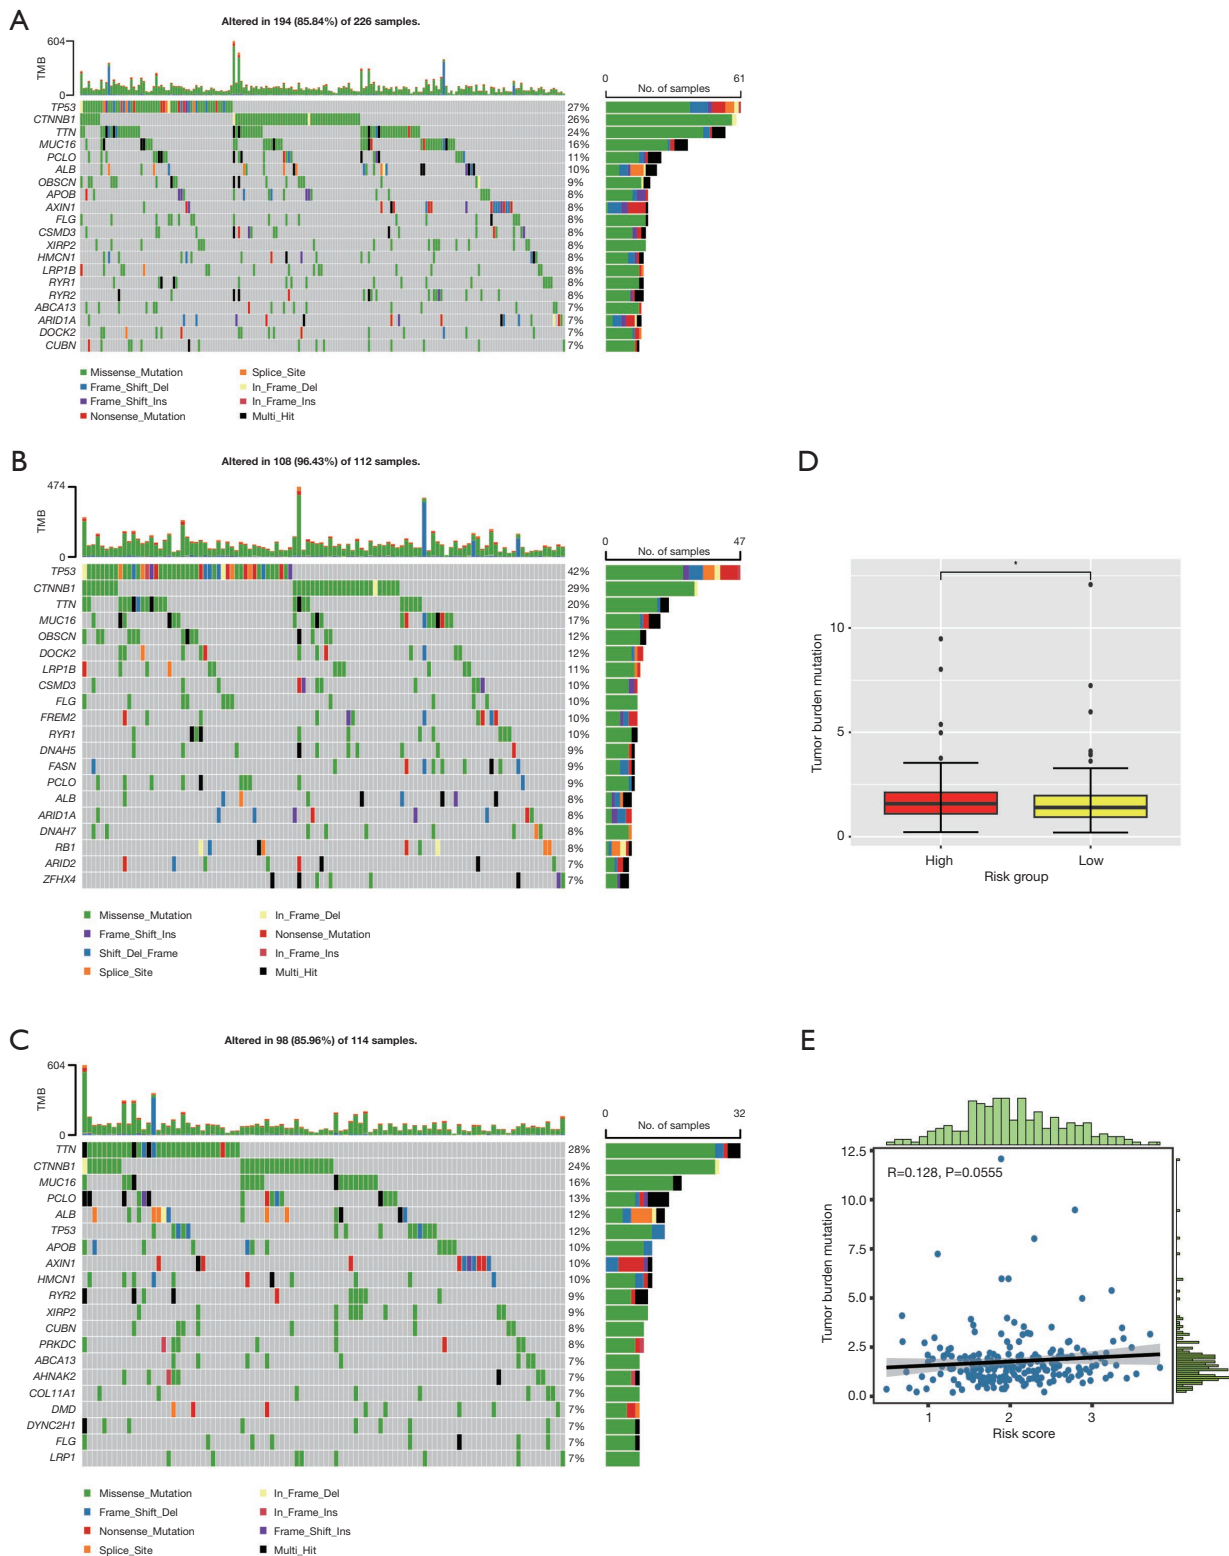 A
Altered in 194 (85.84%) of 226 samples.
604
TMB
0
0 61
No. of samples
TP53 27%
CTNNB1 26%
TTN 24%
MUC16 16%
PCLO 11%
ALB 10%
OBSCN 9%
APOB 8%
AXIN1 8%
FLG 8%
CSMD3 8%
XIRP2 8%
HMCN1 8%
LRP1B 8%
RYR1 8%
RYR2 8%
ABCA13 7%
ARID1A 7%
DOCK2 7%
CUBN 7%
Missense_Mutation Splice_Site
Frame_Shift_Del In_Frame_Del
Frame_Shift_Ins In_Frame_Ins
Nonsense_Mutation Multi_Hit
B
Altered in 108 (96.43%) of 112 samples.
474
TMB
0
0 47
No. of samples
TP53 42%
CTNNB1 29%
TTN 20%
MUC16 17%
OBSCN 12%
DOCK2 12%
LRP1B 11%
CSMD3 10%
FLG 10%
FREM2 10%
RYR1 10%
DNAH5 9%
FASN 9%
PCLO 9%
ALB 8%
ARID1A 8%
DNAH7 8%
RB1 8%
ARID2 7%
ZFHX4 7%
Missense_Mutation In_Frame_Del
Frame_Shift_Ins Nonsense_Mutation
Shift_Del_Frame In_Frame_Ins
Splice_Site Multi_Hit
D
*
Tumor burden mutation
10
5
0
High Low
Risk group
C
Altered in 98 (85.96%) of 114 samples.
604
TMB
0
0 32
No. of samples
TTN 28%
CTNNB1 24%
MUC16 16%
PCLO 13%
ALB 12%
TP53 12%
APOB 10%
AXIN1 10%
HMCN1 10%
RYR2 9%
XIRP2 9%
CUBN 8%
PRKDC 8%
ABCA13 7%
AHNAK2 7%
COL11A1 7%
DMD 7%
DYNC2H1 7%
FLG 7%
LRP1 7%
Missense_Mutation In_Frame_Del
Frame_Shift_Del In_Frame_Ins
Nonsense_Mutation Frame_Shift_Ins
Splice_Site Multi_Hit
E
R=0.128, P=0.0555
Tumor burden mutation
12.5
10.0
7.5
5.0
2.5
0.0
1 2 3
Risk score